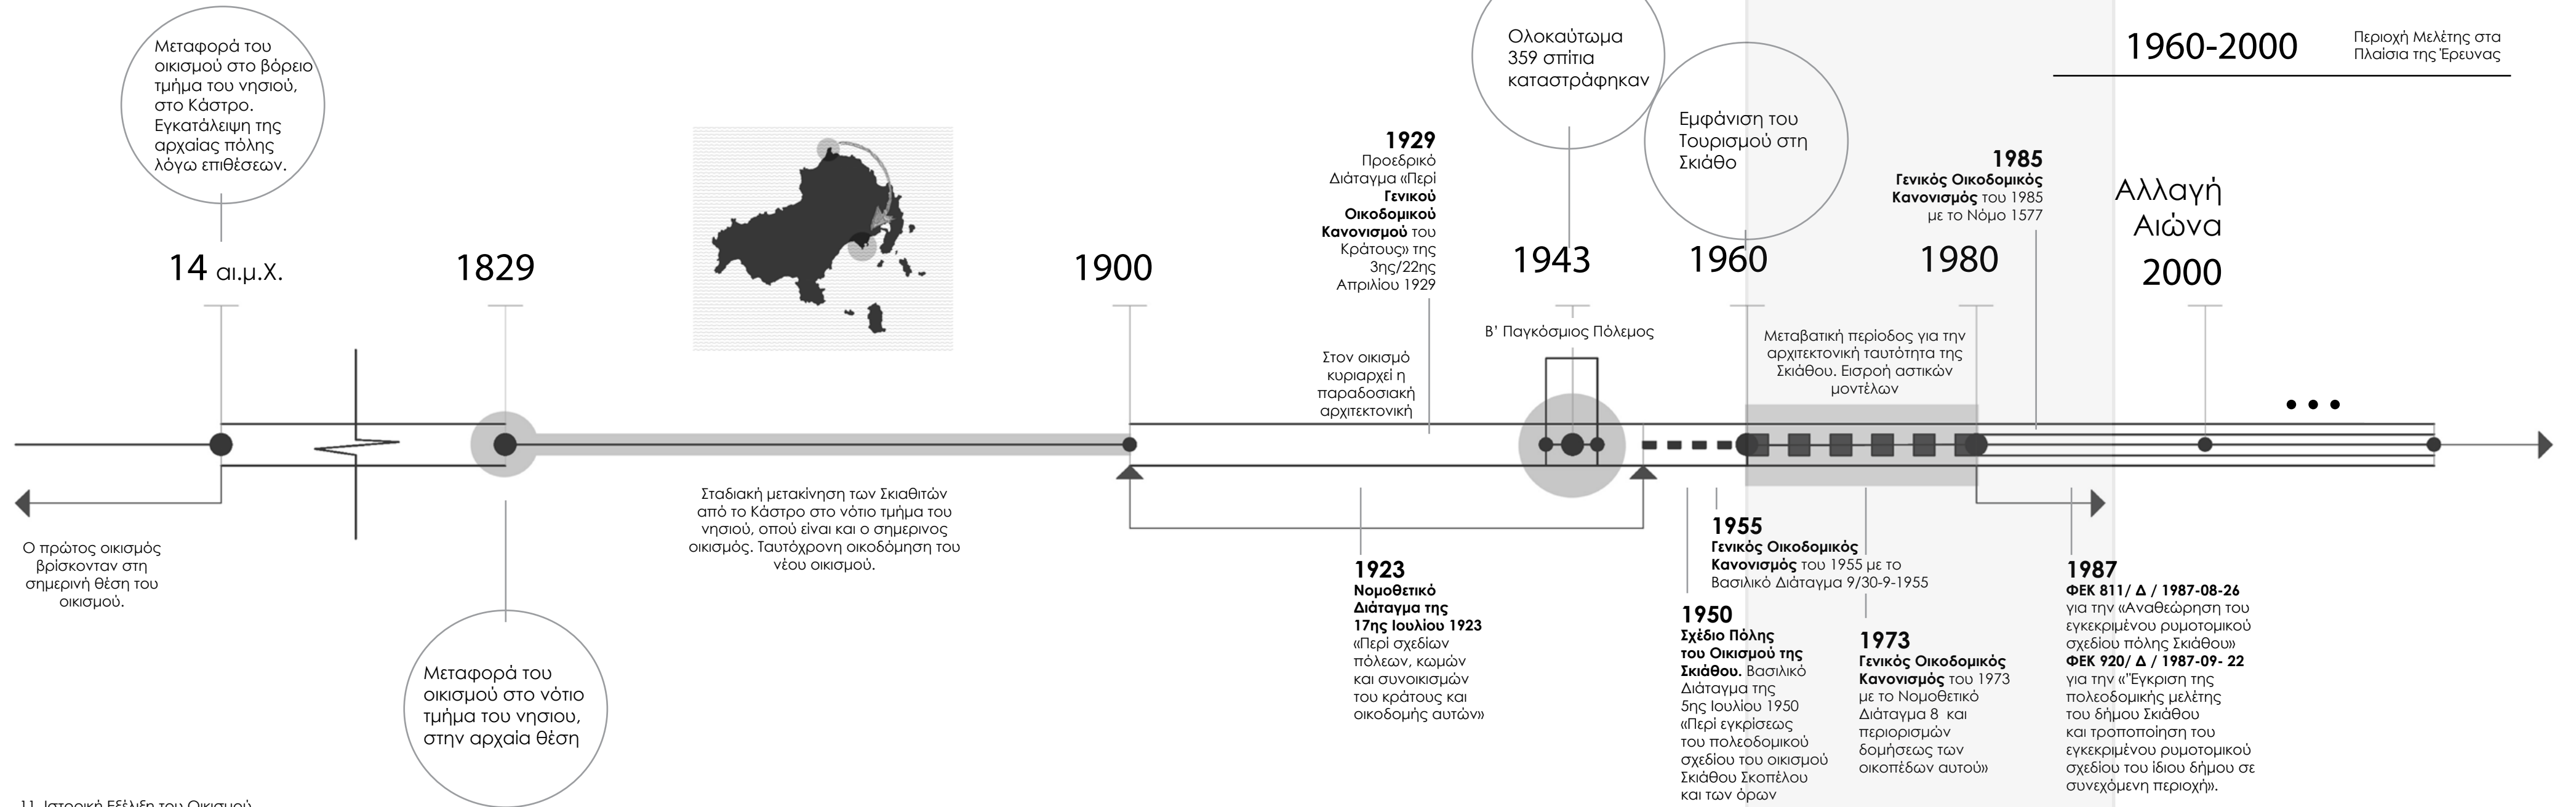 Μεταφορά του
οικισμού στο βόρειο
τμήμα του νησιού,
στο Κάστρο.
Εγκατάλειψη της
αρχαίας πόλης
λόγω επιθέσεων.
14 αι.μ.Χ.
Ο πρώτος οικισμός
βρίσκονταν στη
σημερινή θέση του
οικισμού.
1829
Μεταφορά του
οικισμού στο νότιο
τμήμα του νησιου,
στην αρχαία θέση
Σταδιακή μετακίνηση των Σκιαθιτών
από το Κάστρο στο νότιο τμήμα του
νησιού, οπού είναι και ο σημερινος
οικισμός. Ταυτόχρονη οικοδόμηση του
νέου οικισμού.
1900
1929
Προεδρικό
Διάταγμα «Περί
Γενικού
Οικοδομικού
Κανονισμού του
Κράτους» της
3ης/22ης
Απριλίου 1929
Στον οικισμό
κυριαρχεί η
παραδοσιακή
αρχιτεκτονική
1923
Νομοθετικό
Διάταγμα της
17ης Ιουλίου 1923
«Περί σχεδίων
πόλεων, κωμών
και συνοικισμών
του κράτους και
οικοδομής αυτών»
Ολοκαύτωμα
359 σπίτια
καταστράφηκαν
1943
Β' Παγκόσμιος Πόλεμος
Εμφάνιση του
Τουρισμού στη
Σκιάθο
1960
Μεταβατική περίοδος για την
αρχιτεκτονική ταυτότητα της
Σκιάθου. Εισροή αστικών
μοντέλων
1955
Γενικός Οικοδομικός
Κανονισμός του 1955 με το
Βασιλικό Διάταγμα 9/30-9-1955
1950
Σχέδιο Πόλης
του Οικισμού της
Σκιάθου. Βασιλικό
Διάταγμα της
5ης Ιουλίου 1950
«Περί εγκρίσεως
του πολεοδομικού
σχεδίου του οικισμού
Σκιάθου Σκοπέλου
και των όρων
1973
Γενικός Οικοδομικός
Κανονισμός του 1973
με το Νομοθετικό
Διάταγμα 8 και
περιορισμών
δομήσεως των
οικοπέδων αυτού»
1980
1985
Γενικός Οικοδομικός
Κανονισμός του 1985
με το Νόμο 1577
1987
ΦΕΚ 811/ Δ / 1987-08-26
για την «Αναθεώρηση του
εγκεκριμένου ρυμοτομικού
σχεδίου πόλης Σκιάθου»
ΦΕΚ 920/ Δ / 1987-09- 22
για την «Έγκριση της
πολεοδομικής μελέτης
του δήμου Σκιάθου
και τροποποίηση του
εγκεκριμένου ρυμοτομικού
σχεδίου του ίδιου δήμου σε
συνεχόμενη περιοχή».
Αλλαγή
Αιώνα
2000
1960-2000
Περιοχή Μελέτης στα
Πλαίσια της Έρευνας
11. Ιστορική Εξέλιξη του Οικισμού